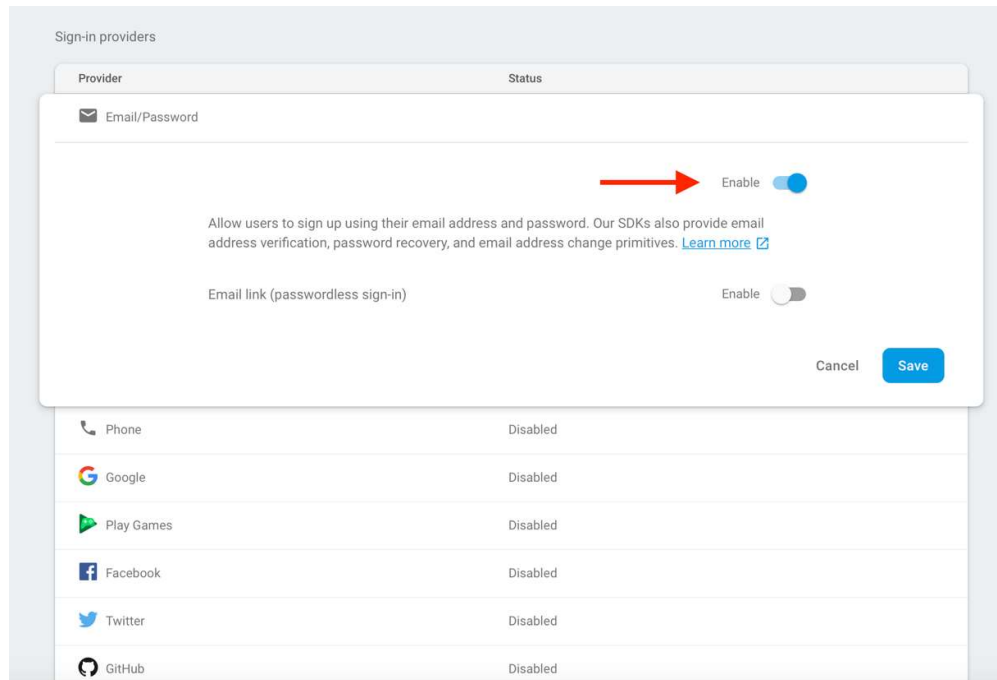 Sign-in providers
Provider Status
Email/Password
Enable
Allow users to sign up using their email address and password. Our SDKs also provide email
address verification, password recovery, and email address change primitives. Learn more
Email link (passwordless sign-in) Enable
Cancel Save
Phone Disabled
Google Disabled
Play Games Disabled
Facebook Disabled
Twitter Disabled
GitHub Disabled